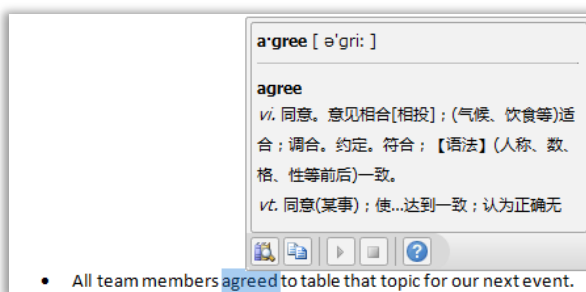 a·gree [ ə'gri: ]
agree
vi. 同意。意见相合[相投]；(气候、饮食等)适
合；调合。约定。符合；【语法】(人称、数、
格、性等前后)一致。
vt. 同意(某事)；使...达到一致；认为正确无
• All team members agreed to table that topic for our next event.